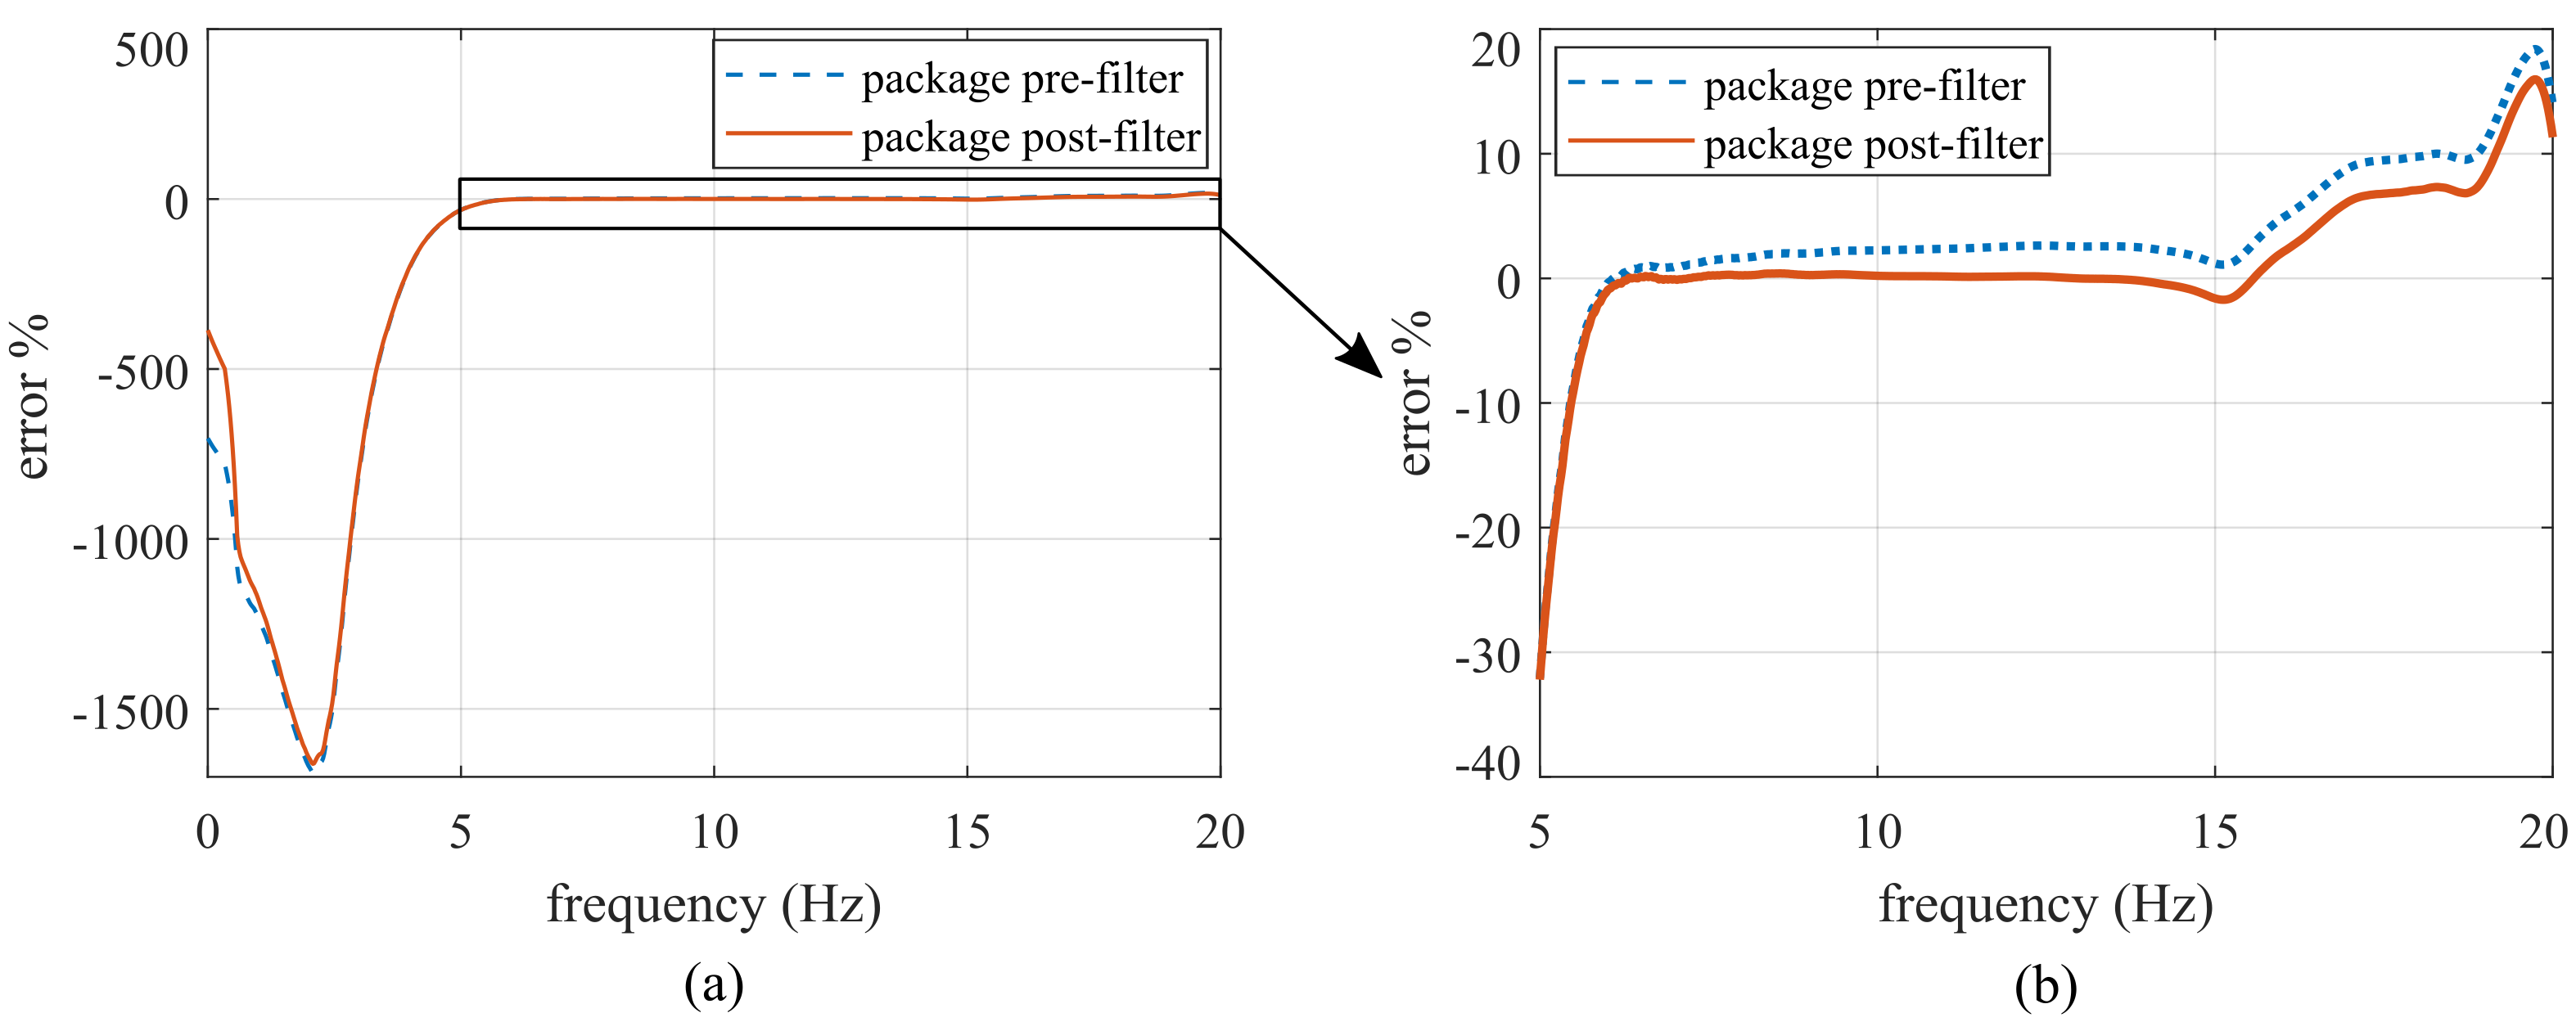 500
0
-500
-1000
-1500
error %
package pre-filter
package post-filter
0 5 10 15 20
frequency (Hz)
(a)
20
10
0
-10
-20
-30
-40
error %
package pre-filter
package post-filter
5 10 15 20
frequency (Hz)
(b)